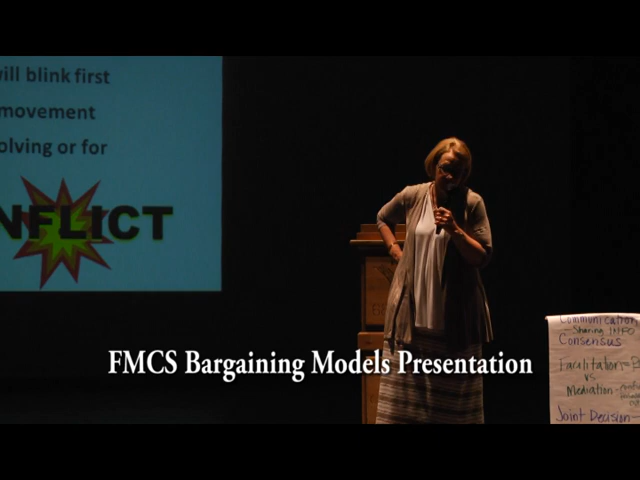 will blink first
movement
olving or for
NFLICT
FMCS Bargaining Models Presentation
Communication
- Sharing INFO
Consensus
Facilitation
vs
Mediation -
Joint Decision -